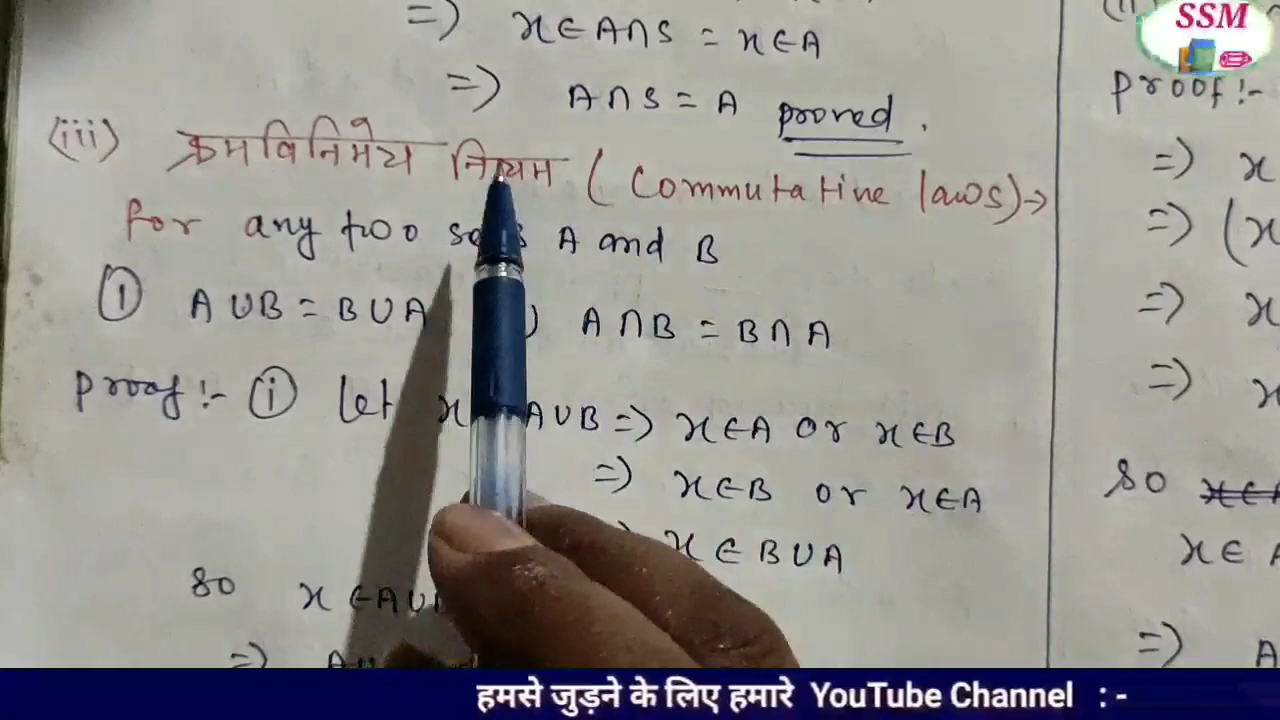 =) x∈A∩S = x∈A
=) A∩S = A proved.
(iii) क्रमविनिमेय नियम (Commutative laws)→
For any two sets A and B
① A∪B = B∪A ) A∩B = B∩A
Proof:- ⓘ Let x A∪B =) x∈A or x∈B
=) x∈B or x∈A
x∈B∪A
so x∈A∪
=)
SSM
Proof:-
=) x
=) (x
=) x
=) x
so
x∈
=) A
हमसे जुड़ने के लिए हमारे YouTube Channel :-